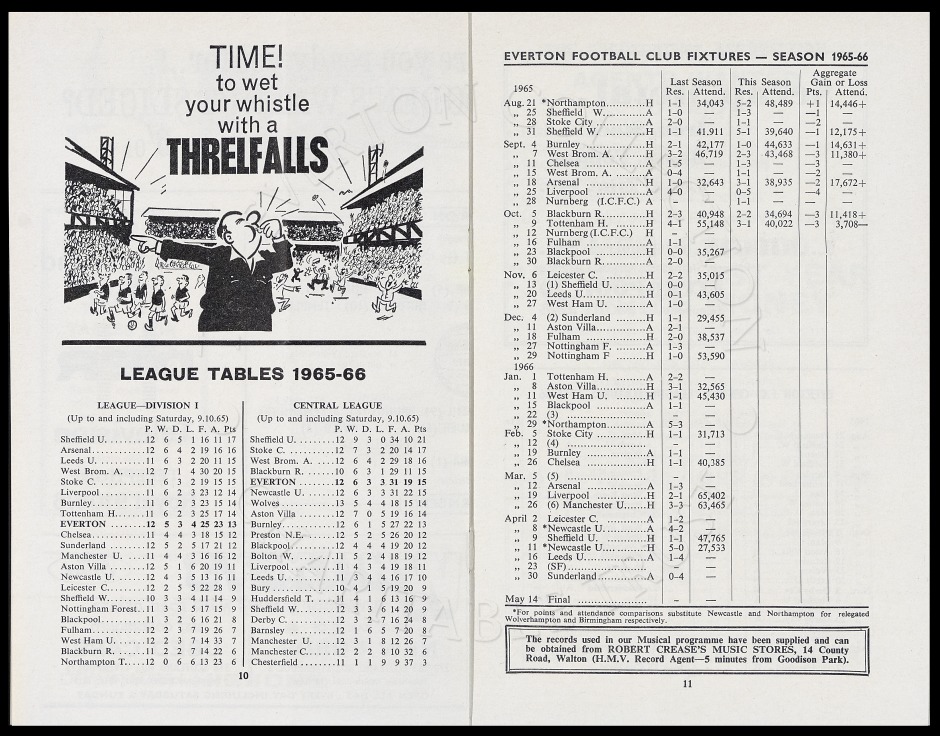 TIME!
to wet
your whistle
with a
THRELFALLS
LEAGUE TABLES 1965-66
LEAGUE—DIVISION I
(Up to and including Saturday, 9.10.65)
P. W. D. L. F. A. Pts
Sheffield U. ........12 6 5 1 16 11 17
Arsenal..............12 6 4 2 19 16 16
Leeds U. ............11 6 3 2 20 11 15
West Brom. A. .....12 7 1 4 30 20 15
Stoke C. ............11 6 3 2 19 15 15
Liverpool............11 6 2 3 23 12 14
Burnley..............11 6 2 3 23 15 14
Tottenham H.........11 6 2 3 25 17 14
EVERTON ..........12 5 3 4 25 23 13
Chelsea..............11 4 4 3 18 15 12
Sunderland ..........12 5 2 5 17 21 12
Manchester U. ......11 4 4 3 16 16 12
Aston Villa ..........12 5 1 6 20 19 11
Newcastle U. ........12 4 3 5 13 16 11
Leicester C...........12 2 5 5 22 28 9
Sheffield W...........10 3 3 4 11 14 9
Nottingham Forest..11 3 3 5 17 15 9
Blackpool............11 3 2 6 16 21 8
Fulham...............12 2 3 7 19 26 7
West Ham U. .......12 2 3 7 14 33 7
Blackburn R. ........11 2 2 7 14 22 6
Northampton T.....12 0 6 6 13 23 6
CENTRAL LEAGUE
(Up to and including Saturday, 9.10.65)
P. W. D. L. F. A. Pts
Sheffield U. ........12 9 3 0 34 10 21
Stoke C. ............12 7 3 2 20 14 17
West Brom. A. .....12 6 4 2 29 18 16
Blackburn R. .......10 5 1 29 11 15
EVERTON ..........12 6 3 3 31 19 15
Newcastle U. ........12 6 3 3 31 22 15
Wolves ..............13 5 4 4 18 15 14
Aston Villa ..........12 7 0 5 19 16 14
Burnley..............12 6 1 5 27 22 13
Preston N.E. ........12 5 2 5 26 20 12
Blackpool............12 4 4 4 19 20 12
Bolton W. ..........11 5 2 4 18 19 12
Liverpool............11 4 3 4 19 18 11
Leeds U. ............11 3 4 4 16 17 10
Bury ................10 4 1 5 19 20 9
Huddersfield T. .....11 4 1 6 13 16 9
Sheffield W..........12 3 3 6 14 20 9
Derby C. ............12 3 2 7 16 24 8
Barnsley ............12 1 6 5 7 20 8
Manchester U. ......12 3 1 8 12 26 7
Manchester C. ......12 2 2 8 10 32 6
Chesterfield .........11 1 1 9 9 37 3
10
EVERTON FOOTBALL CLUB FIXTURES — SEASON 1965-66
Last Season This Season Aggregate Gain or Loss
1965 Res. Attend. Res. Attend. Pts. Attend.
Aug. 21 *Northampton............H 1–1 34,043 5–2 48,489 +1 14,446+
„ 25 Sheffield W...............A 1–0 — 1–3 — —1 —
„ 28 Stoke City ...............A 2–0 — 1–1 — —2 —
„ 31 Sheffield W. .............H 1–1 41,911 5–1 39,640 —1 12,175+
Sept. 4 Burnley ..................H 2–1 42,177 1–0 44,633 —1 14,631+
„ 7 West Brom. A. ..........H 3–2 46,719 2–3 43,468 —3 11,380+
„ 11 Chelsea ..................A 1–5 — 1–3 — —3 —
„ 15 West Brom. A. ..........A 0–4 — 1–1 — —2 —
„ 18 Arsenal ..................H 1–0 32,643 3–1 38,935 —2 17,672+
„ 25 Liverpool ................A 4–0 — 0–5 — —4 —
„ 28 Nurnberg (I.C.F.C.) A – — 1–1 —
Oct. 5 Blackburn R..............H 2–3 40,948 2–2 34,694 —3 11,418+
„ 9 Tottenham H. ...........H 4–1 55,148 3–1 40,022 —3 3,708—
„ 12 Nurnberg (I.C.F.C.) H – —
„ 16 Fulham ..................A 1–1 —
„ 23 Blackpool ................H 0–0 35,267
„ 30 Blackburn R. ............A 2–0 —
Nov. 6 Leicester C. .............H 2–2 35,015
„ 13 (1) Sheffield U. ..........A 0–0 —
„ 20 Leeds U...................H 0–1 43,605
„ 27 West Ham U. ...........A 1–0 —
Dec. 4 (2) Sunderland ...........H 1–1 29,455
„ 11 Aston Villa...............A 2–1 —
„ 18 Fulham ..................H 2–0 38,537
„ 27 Nottingham F. ..........A 1–3 —
„ 29 Nottingham F ..........H 1–0 53,590
1966
Jan. 1 Tottenham H. ...........A 2–2 —
„ 8 Aston Villa...............H 3–1 32,565
„ 11 West Ham U. ...........H 1–1 45,430
„ 15 Blackpool ................A 1–1 —
„ 22 (3) ........................ – —
„ 29 *Northampton............A 5–3 —
Feb. 5 Stoke City ...............H 1–1 31,713
„ 12 (4) ........................ – —
„ 19 Burnley ..................A 1–1 —
„ 26 Chelsea ..................H 1–1 40,385
Mar. 5 (5) ........................ – —
„ 12 Arsenal ..................A 1–3 —
„ 19 Liverpool ................H 2–1 65,402
„ 26 (6) Manchester U........H 3–3 63,465
April 2 Leicester C. .............A 1–2 —
„ 8 *Newcastle U..............A 4–2 —
„ 9 Sheffield U. ..............H 1–1 47,765
„ 11 *Newcastle U..............H 5–0 27,533
„ 16 Leeds U...................A 1–4 —
„ 23 (SF)....................... – —
„ 30 Sunderland ..............A 0–4 —
May 14 Final ..................... – —
*For points and attendance comparisons substitute Newcastle and Northampton for relegated
Wolverhampton and Birmingham respectively.
The records used in our Musical programme have been supplied and can
be obtained from ROBERT CREASE'S MUSIC STORES, 14 County
Road, Walton (H.M.V. Record Agent—5 minutes from Goodison Park).
11